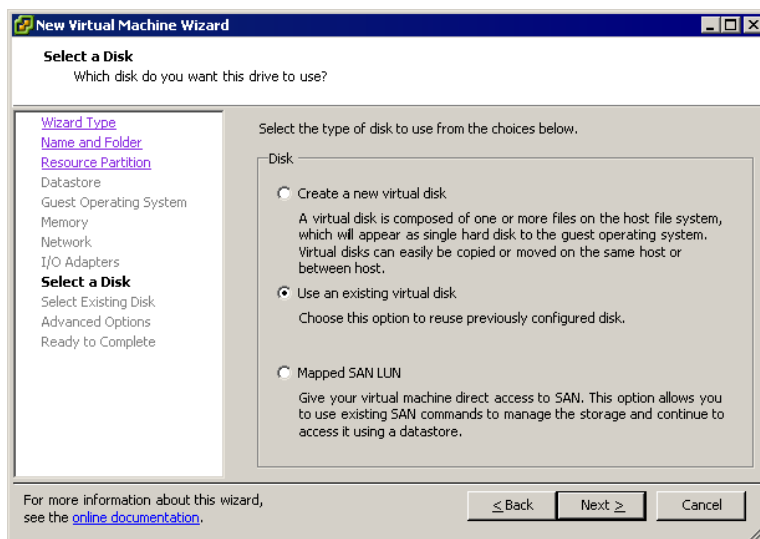 New Virtual Machine Wizard
Select a Disk
Which disk do you want this drive to use?
Wizard Type
Name and Folder
Resource Partition
Datastore
Guest Operating System
Memory
Network
I/O Adapters
Select a Disk
Select Existing Disk
Advanced Options
Ready to Complete
Select the type of disk to use from the choices below.
Disk
Create a new virtual disk
A virtual disk is composed of one or more files on the host file system,
which will appear as single hard disk to the guest operating system.
Virtual disks can easily be copied or moved on the same host or
between host.
Use an existing virtual disk
Choose this option to reuse previously configured disk.
Mapped SAN LUN
Give your virtual machine direct access to SAN. This option allows you
to use existing SAN commands to manage the storage and continue to
access it using a datastore.
For more information about this wizard,
see the online documentation.
< Back
Next >
Cancel